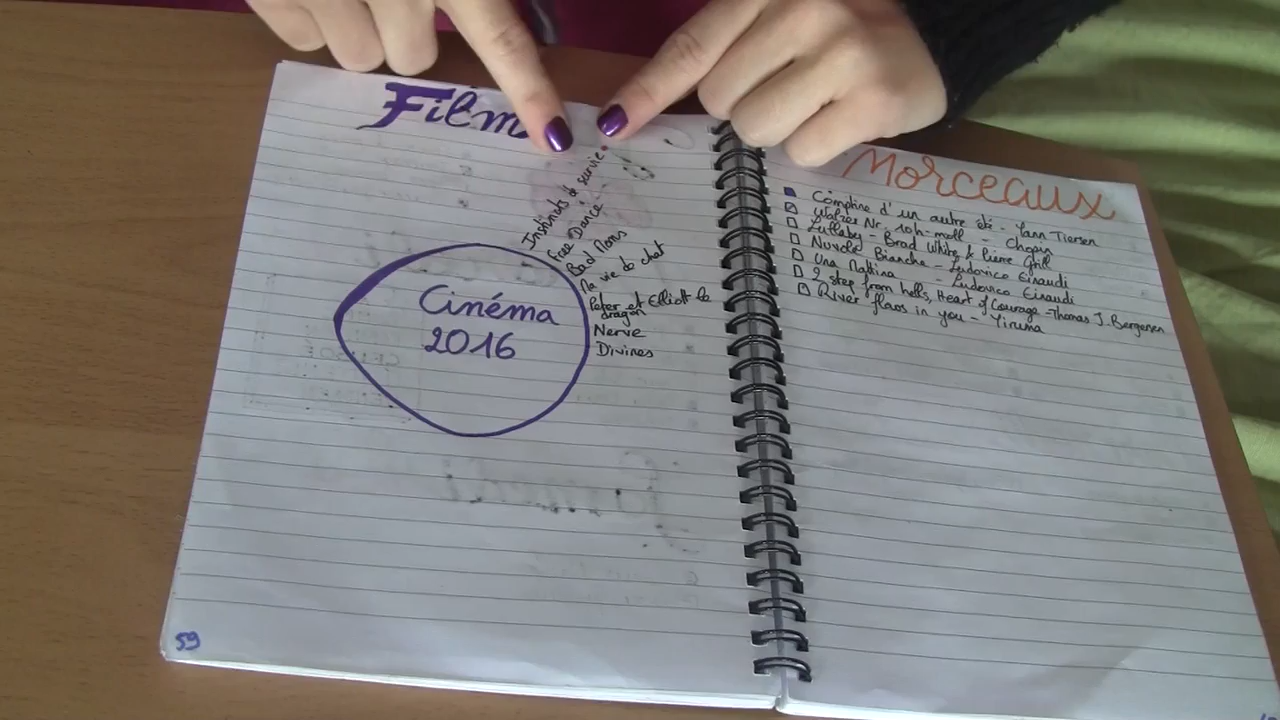 Film
Instincts de survie
Free Dance
Bad Moms
Ma vie de chat
Peter et Elliott le
dragon
Nerve
Divines
Cinéma
2016
59
Morceaux
Comptine d'un autre été - Yann Tiersen
Walzer Nr. 10 h-moll - Chopin
Lullaby - Brad White & Pierre Grill
Nuvole Bianche - Ludovico Einaudi
Una Mattina - Ludovico Einaudi
2 step from hells, Heart of Courage - Thomas J. Bergersen
River flows in you - Yiruma